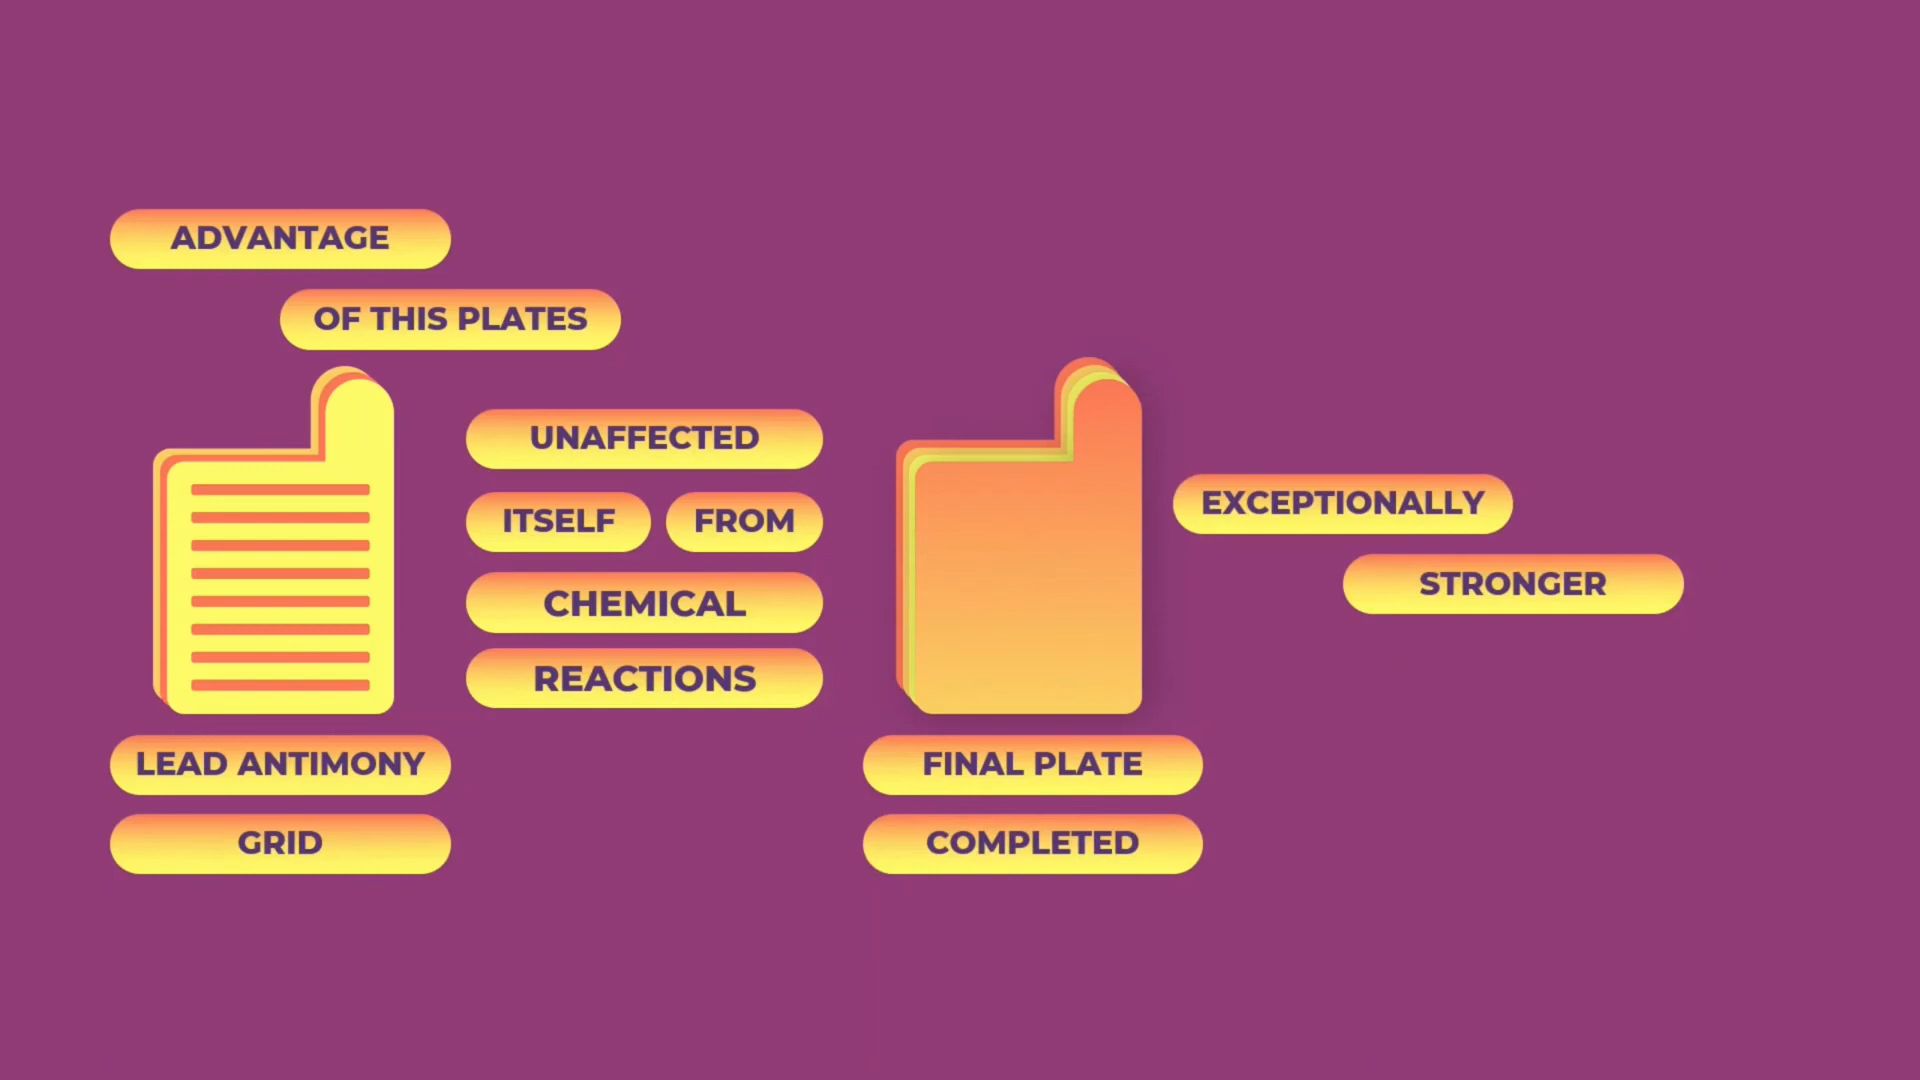 ADVANTAGE
OF THIS PLATES
UNAFFECTED
ITSELF FROM
CHEMICAL
REACTIONS
LEAD ANTIMONY
GRID
EXCEPTIONALLY
STRONGER
FINAL PLATE
COMPLETED